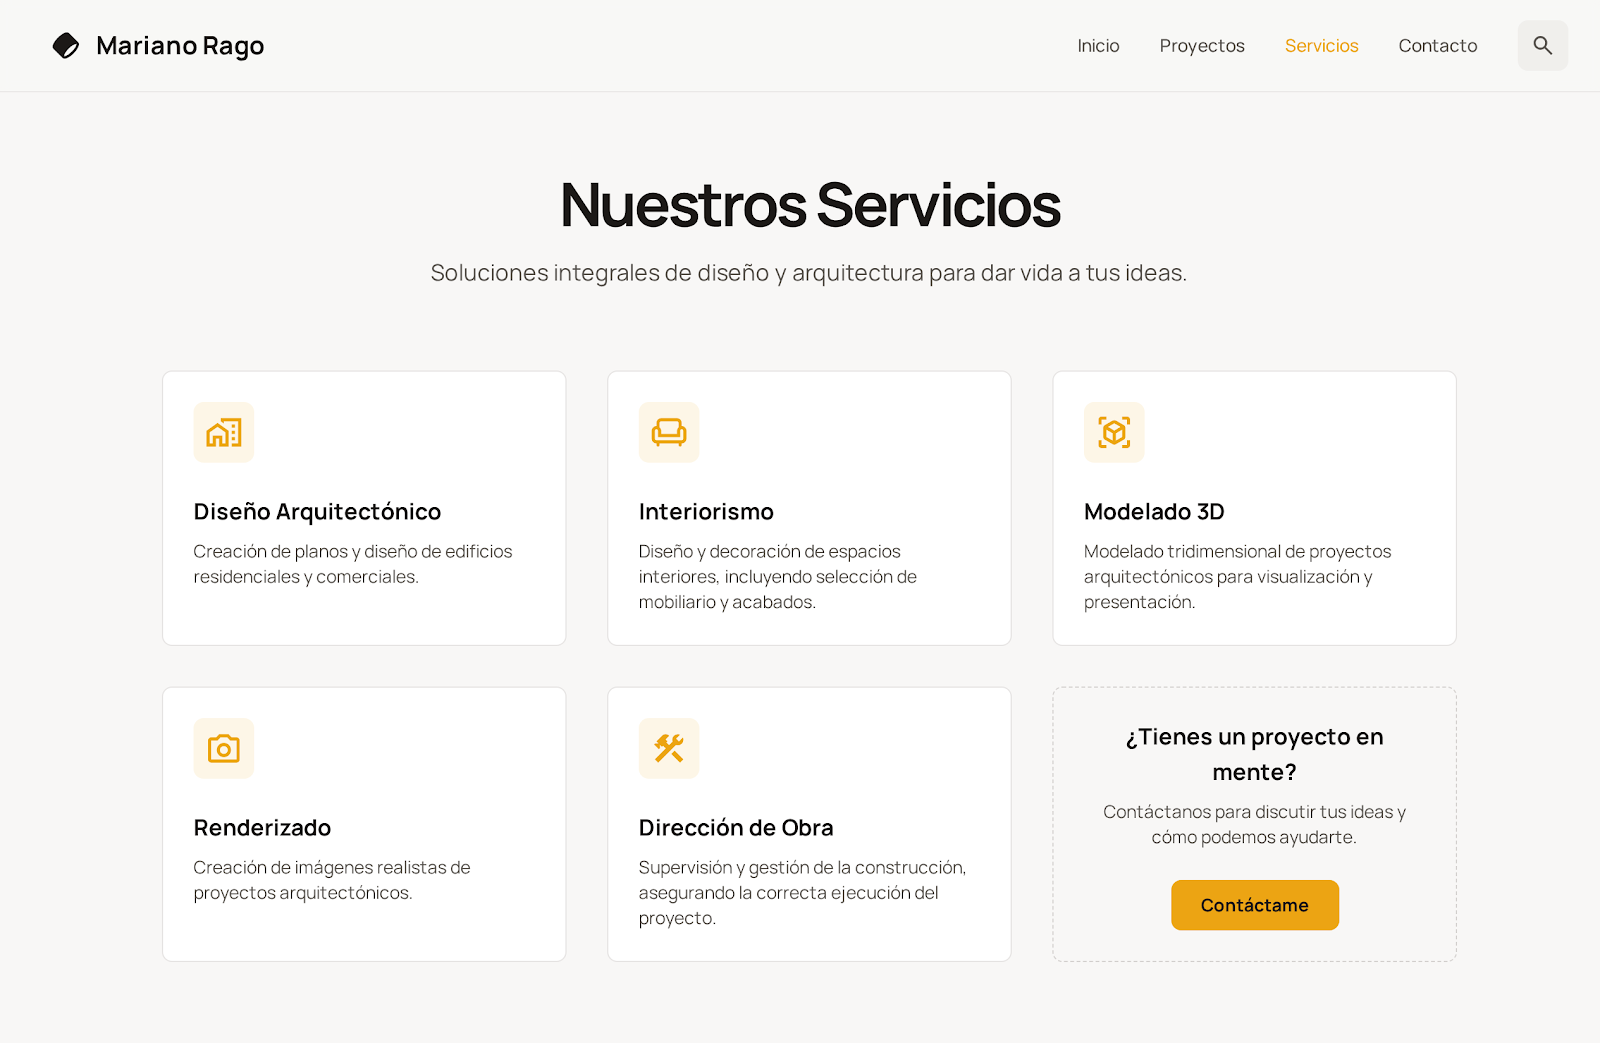 Mariano Rago
Inicio
Proyectos
Servicios
Contacto
Nuestros Servicios
Soluciones integrales de diseño y arquitectura para dar vida a tus ideas.
Diseño Arquitectónico
Creación de planos y diseño de edificios
residenciales y comerciales.
Interiorismo
Diseño y decoración de espacios
interiores, incluyendo selección de
mobiliario y acabados.
Modelado 3D
Modelado tridimensional de proyectos
arquitectónicos para visualización y
presentación.
Renderizado
Creación de imágenes realistas de
proyectos arquitectónicos.
Dirección de Obra
Supervisión y gestión de la construcción,
asegurando la correcta ejecución del
proyecto.
¿Tienes un proyecto en
mente?
Contáctanos para discutir tus ideas y
cómo podemos ayudarte.
Contáctame